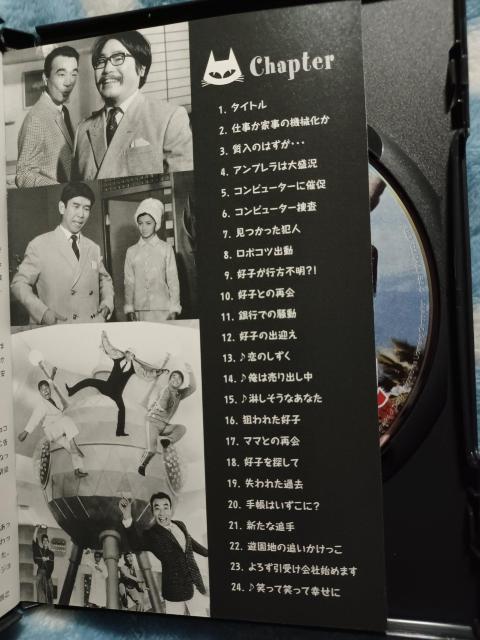 Chapter
1. タイトル
2. 仕事か家事の機械化か
3. 質入のはずが・・・
4. アンプレラは大盛況
5. コンピューターに催促
6. コンピューター捜査
7. 見つかった犯人
8. ロボコツ出動
9. 好子が行方不明?!
10. 好子との再会
11. 銀行での騒動
12. 好子の出迎え
13. ♪恋のしずく
14. ♪俺は売り出し中
15. ♪淋しそうなあなた
16. 狙われた好子
17. ママとの再会
18. 好子を探して
19. 失われた過去
20. 手帳はいずこに?
21. 新たな追手
22. 遊園地の追いかけっこ
23. よろず引受け会社始めます
24. ♪笑って笑って幸せに